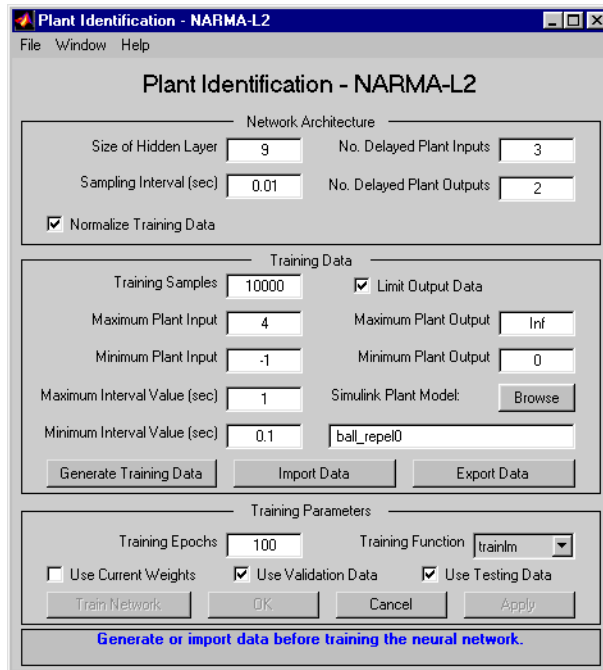 Plant Identification - NARMA-L2
File Window Help
Plant Identification - NARMA-L2
Network Architecture
Size of Hidden Layer 9 No. Delayed Plant Inputs 3
Sampling Interval (sec) 0.01 No. Delayed Plant Outputs 2
Normalize Training Data
Training Data
Training Samples 10000 Limit Output Data
Maximum Plant Input 4 Maximum Plant Output Inf
Minimum Plant Input -1 Minimum Plant Output 0
Maximum Interval Value (sec) 1 Simulink Plant Model: Browse
Minimum Interval Value (sec) 0.1 ball_repel0
Generate Training Data Import Data Export Data
Training Parameters
Training Epochs 100 Training Function trainlm
Use Current Weights Use Validation Data Use Testing Data
Train Network OK Cancel Apply
Generate or import data before training the neural network.